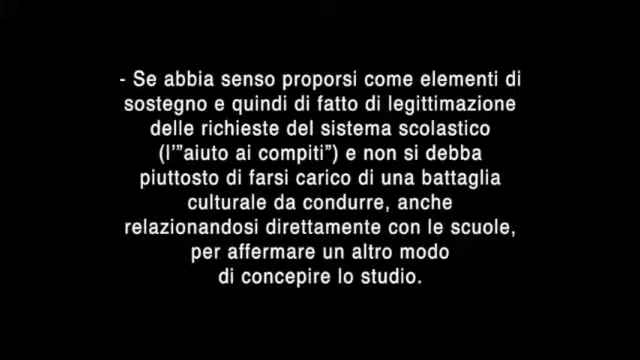 - Se abbia senso proporsi come elementi di
sostegno e quindi di fatto di legittimazione
delle richieste del sistema scolastico
(l'"aiuto ai compiti") e non si debba
piuttosto di farsi carico di una battaglia
culturale da condurre, anche
relazionandosi direttamente con le scuole,
per affermare un altro modo
di concepire lo studio.